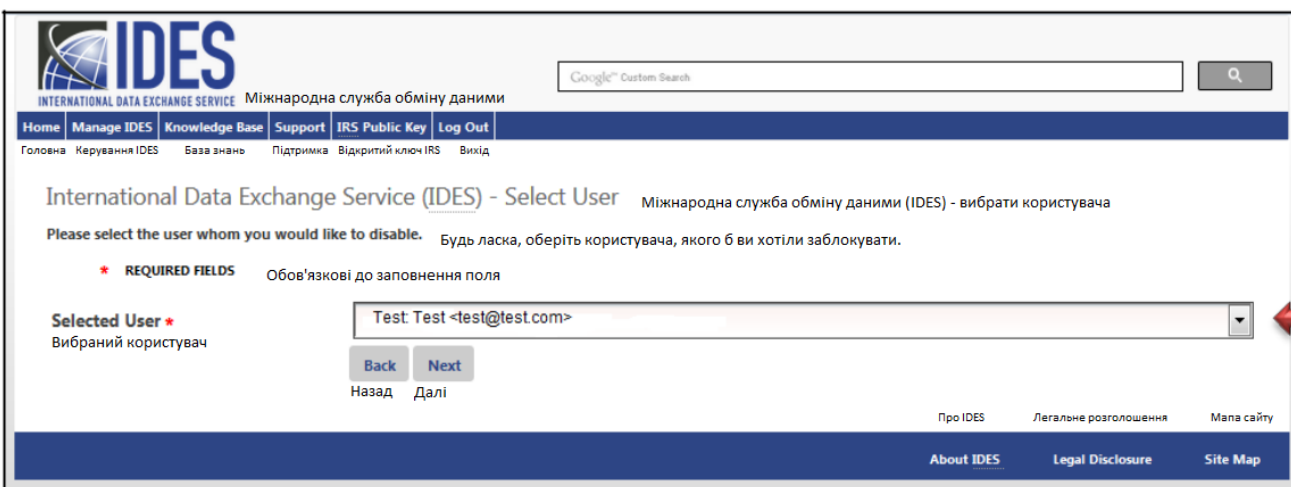 IDES
INTERNATIONAL DATA EXCHANGE SERVICE Міжнародна служба обміну даними
Google™ Custom Search
Home Manage IDES Knowledge Base Support IRS Public Key Log Out
Головна Керування IDES База знань Підтримка Відкритий ключ IRS Вихід
International Data Exchange Service (IDES) - Select User Міжнародна служба обміну даними (IDES) - вибрати користувача
Please select the user whom you would like to disable. Будь ласка, оберіть користувача, якого б ви хотіли заблокувати.
* REQUIRED FIELDS Обов'язкові до заповнення поля
Selected User * Test: Test <test@test.com>
Вибраний користувач
Back Next
Назад Далі
Про IDES Легальне розголошення Мапа сайту
About IDES Legal Disclosure Site Map